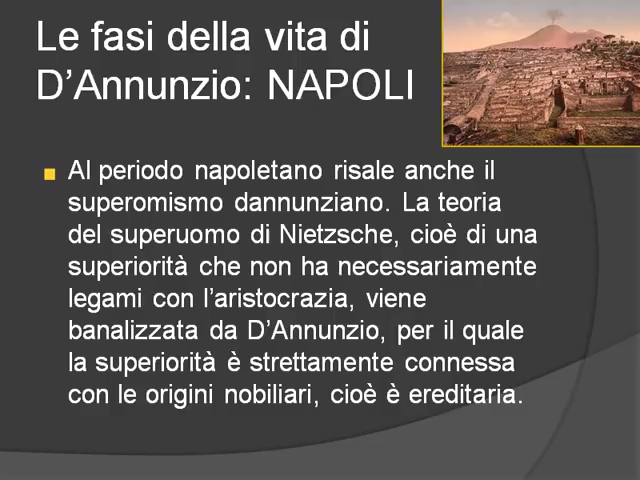 Le fasi della vita di
D'Annunzio: NAPOLI
Al periodo napoletano risale anche il
superomismo dannunziano. La teoria
del superuomo di Nietzsche, cioè di una
superiorità che non ha necessariamente
legami con l'aristocrazia, viene
banalizzata da D'Annunzio, per il quale
la superiorità è strettamente connessa
con le origini nobiliari, cioè è ereditaria.